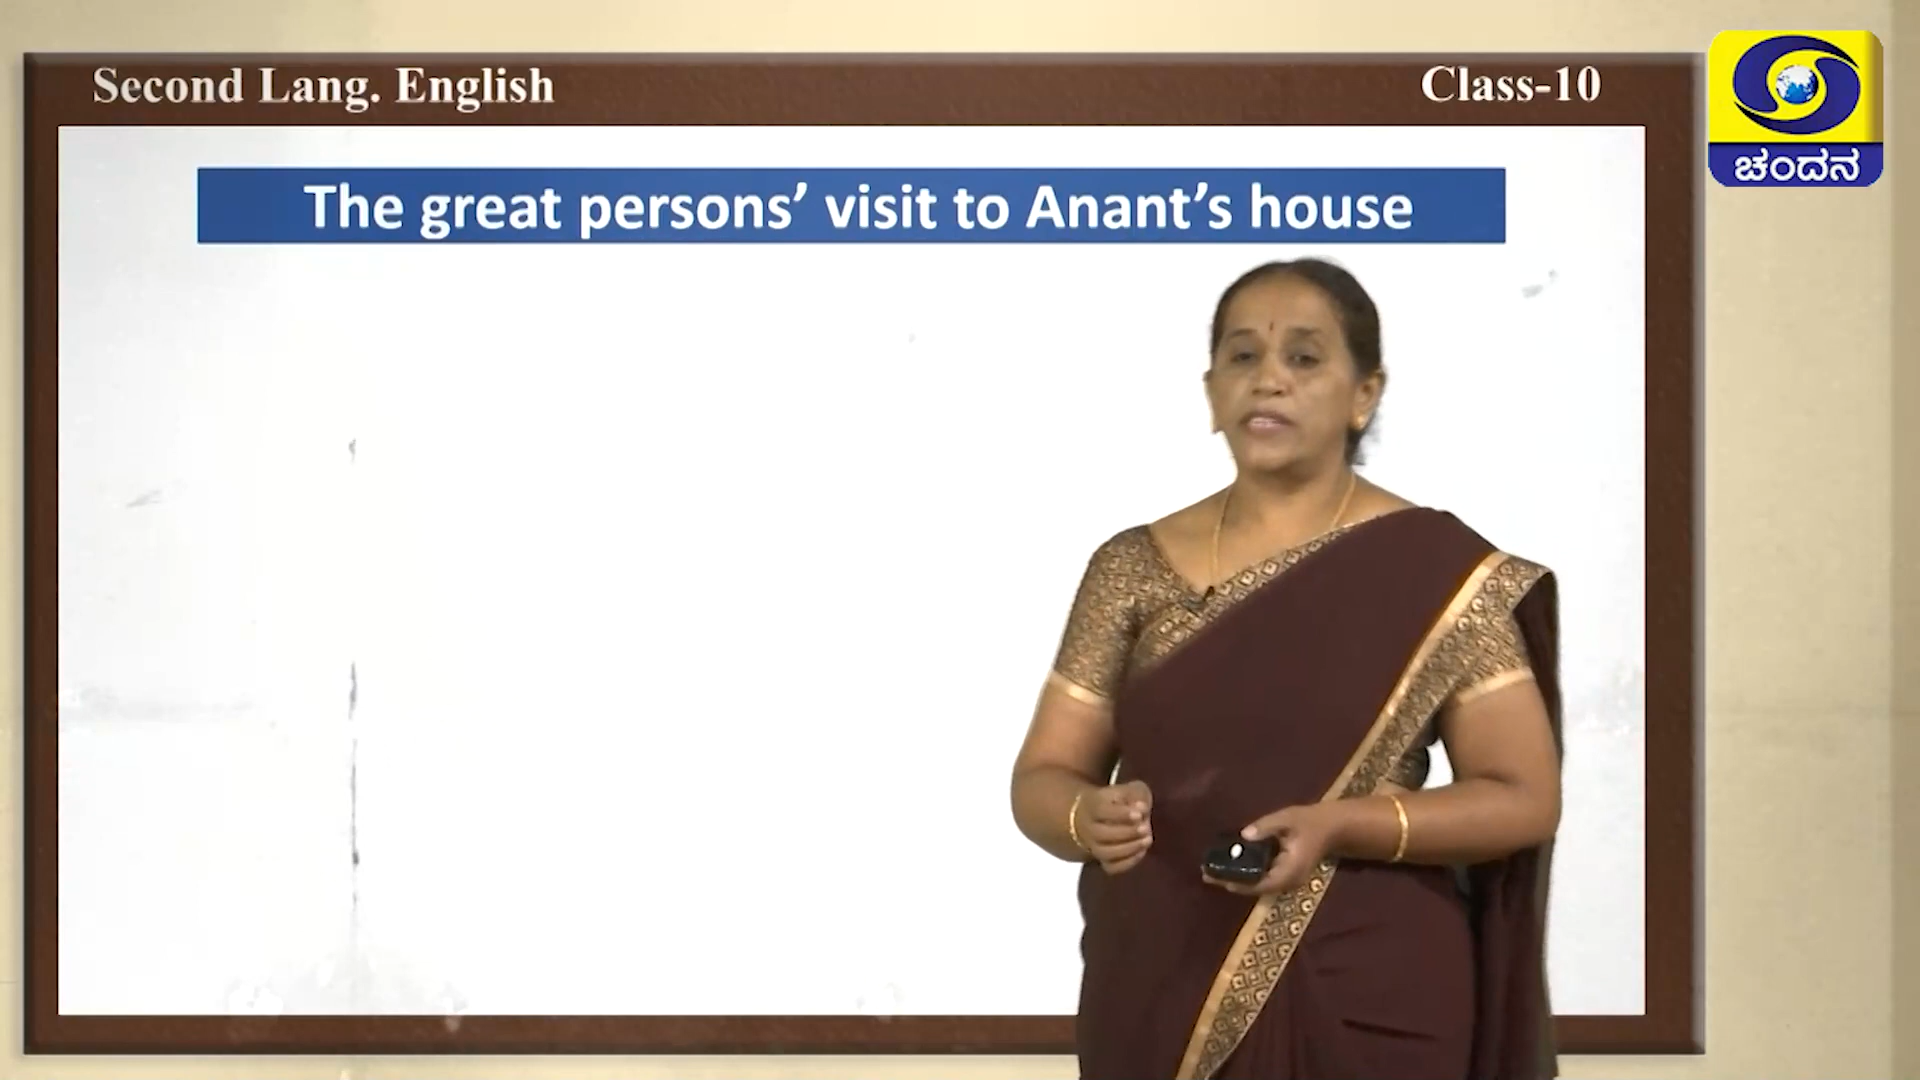 Second Lang. English
Class-10
The great persons’ visit to Anant’s house
ಚಂದನ